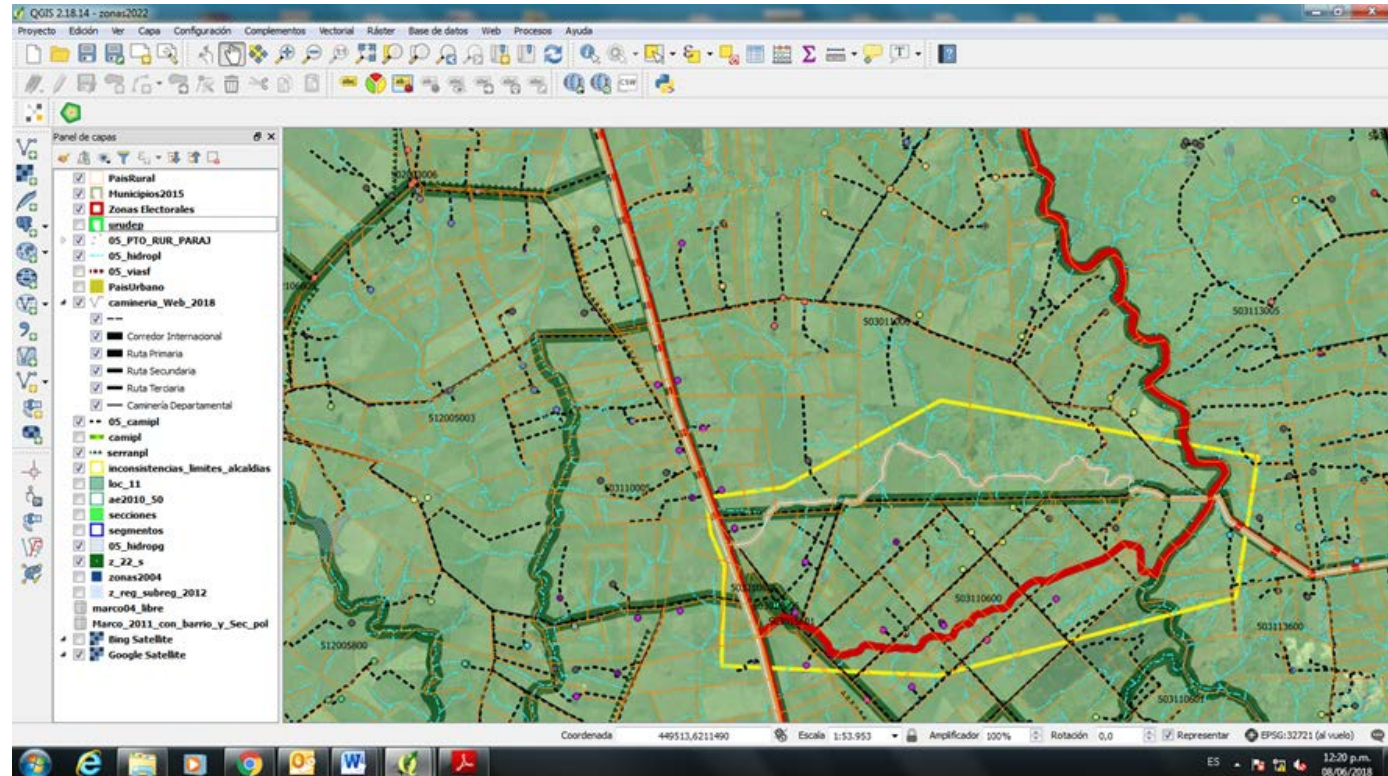 QGIS 2.18.14 - zonas2022
Proyecto Edición Ver Capa Configuración Complementos Vectorial Ráster Base de datos Web Procesos Ayuda
Panel de capas
PaisRural
Municipios2015
Zonas Electorales
urudep
05_PTO_RUR_PARAJ
05_hidropl
05_viasf
PaisUrbano
camineria_Web_2018
Corredor Internacional
Ruta Primaria
Ruta Secundaria
Ruta Terciaria
Caminería Departamental
05_camipl
camipl
serranpl
inconsistencias_limites_alcaldias
loc_11
ae2010_50
secciones
segmentos
05_hidropg
z_22_s
zonas2004
z_reg_subreg_2012
marco04_libre
Marco_2011_con_barrio_y_Sec_pol
Bing Satellite
Google Satellite
503113005
512005003
503110005
503110600
503113600
512005800
503110601
Coordenada 449513,6211490 Escala 1:53.953 Amplificador 100% Rotación 0,0 Representar EPSG:32721 (al vuelo)
ES 12:20 p.m.
08/06/2018